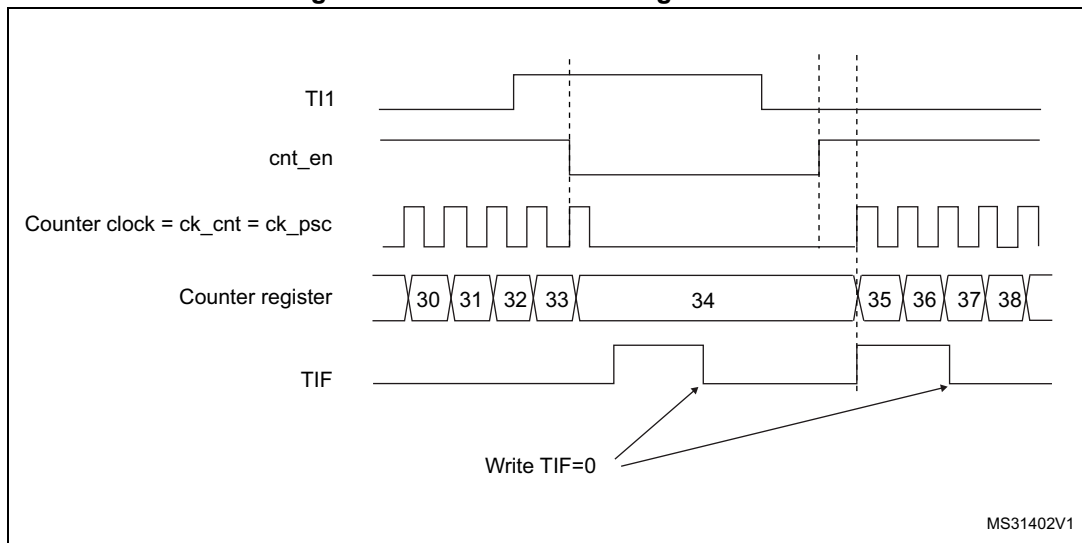 TI1
cnt_en
Counter clock = ck_cnt = ck_psc
Counter register 30 31 32 33 34 35 36 37 38
TIF
Write TIF=0
MS31402V1